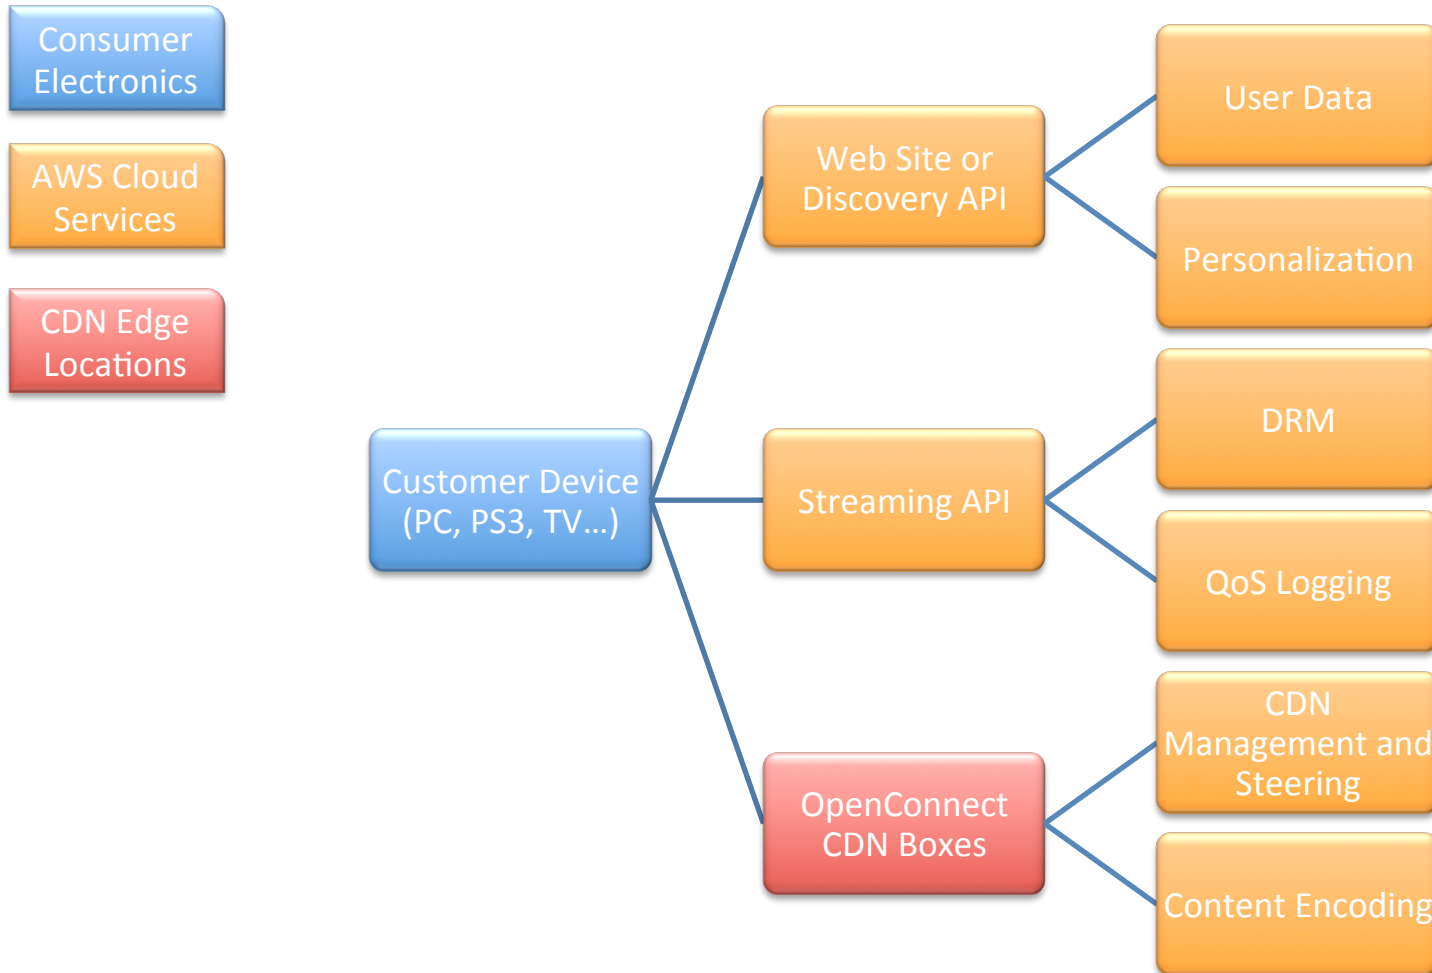 Consumer
Electronics
AWS Cloud
Services
CDN Edge
Locations
Customer Device
(PC, PS3, TV…)
Web Site or
Discovery API
Streaming API
OpenConnect
CDN Boxes
User Data
Personalization
DRM
QoS Logging
CDN
Management and
Steering
Content Encoding